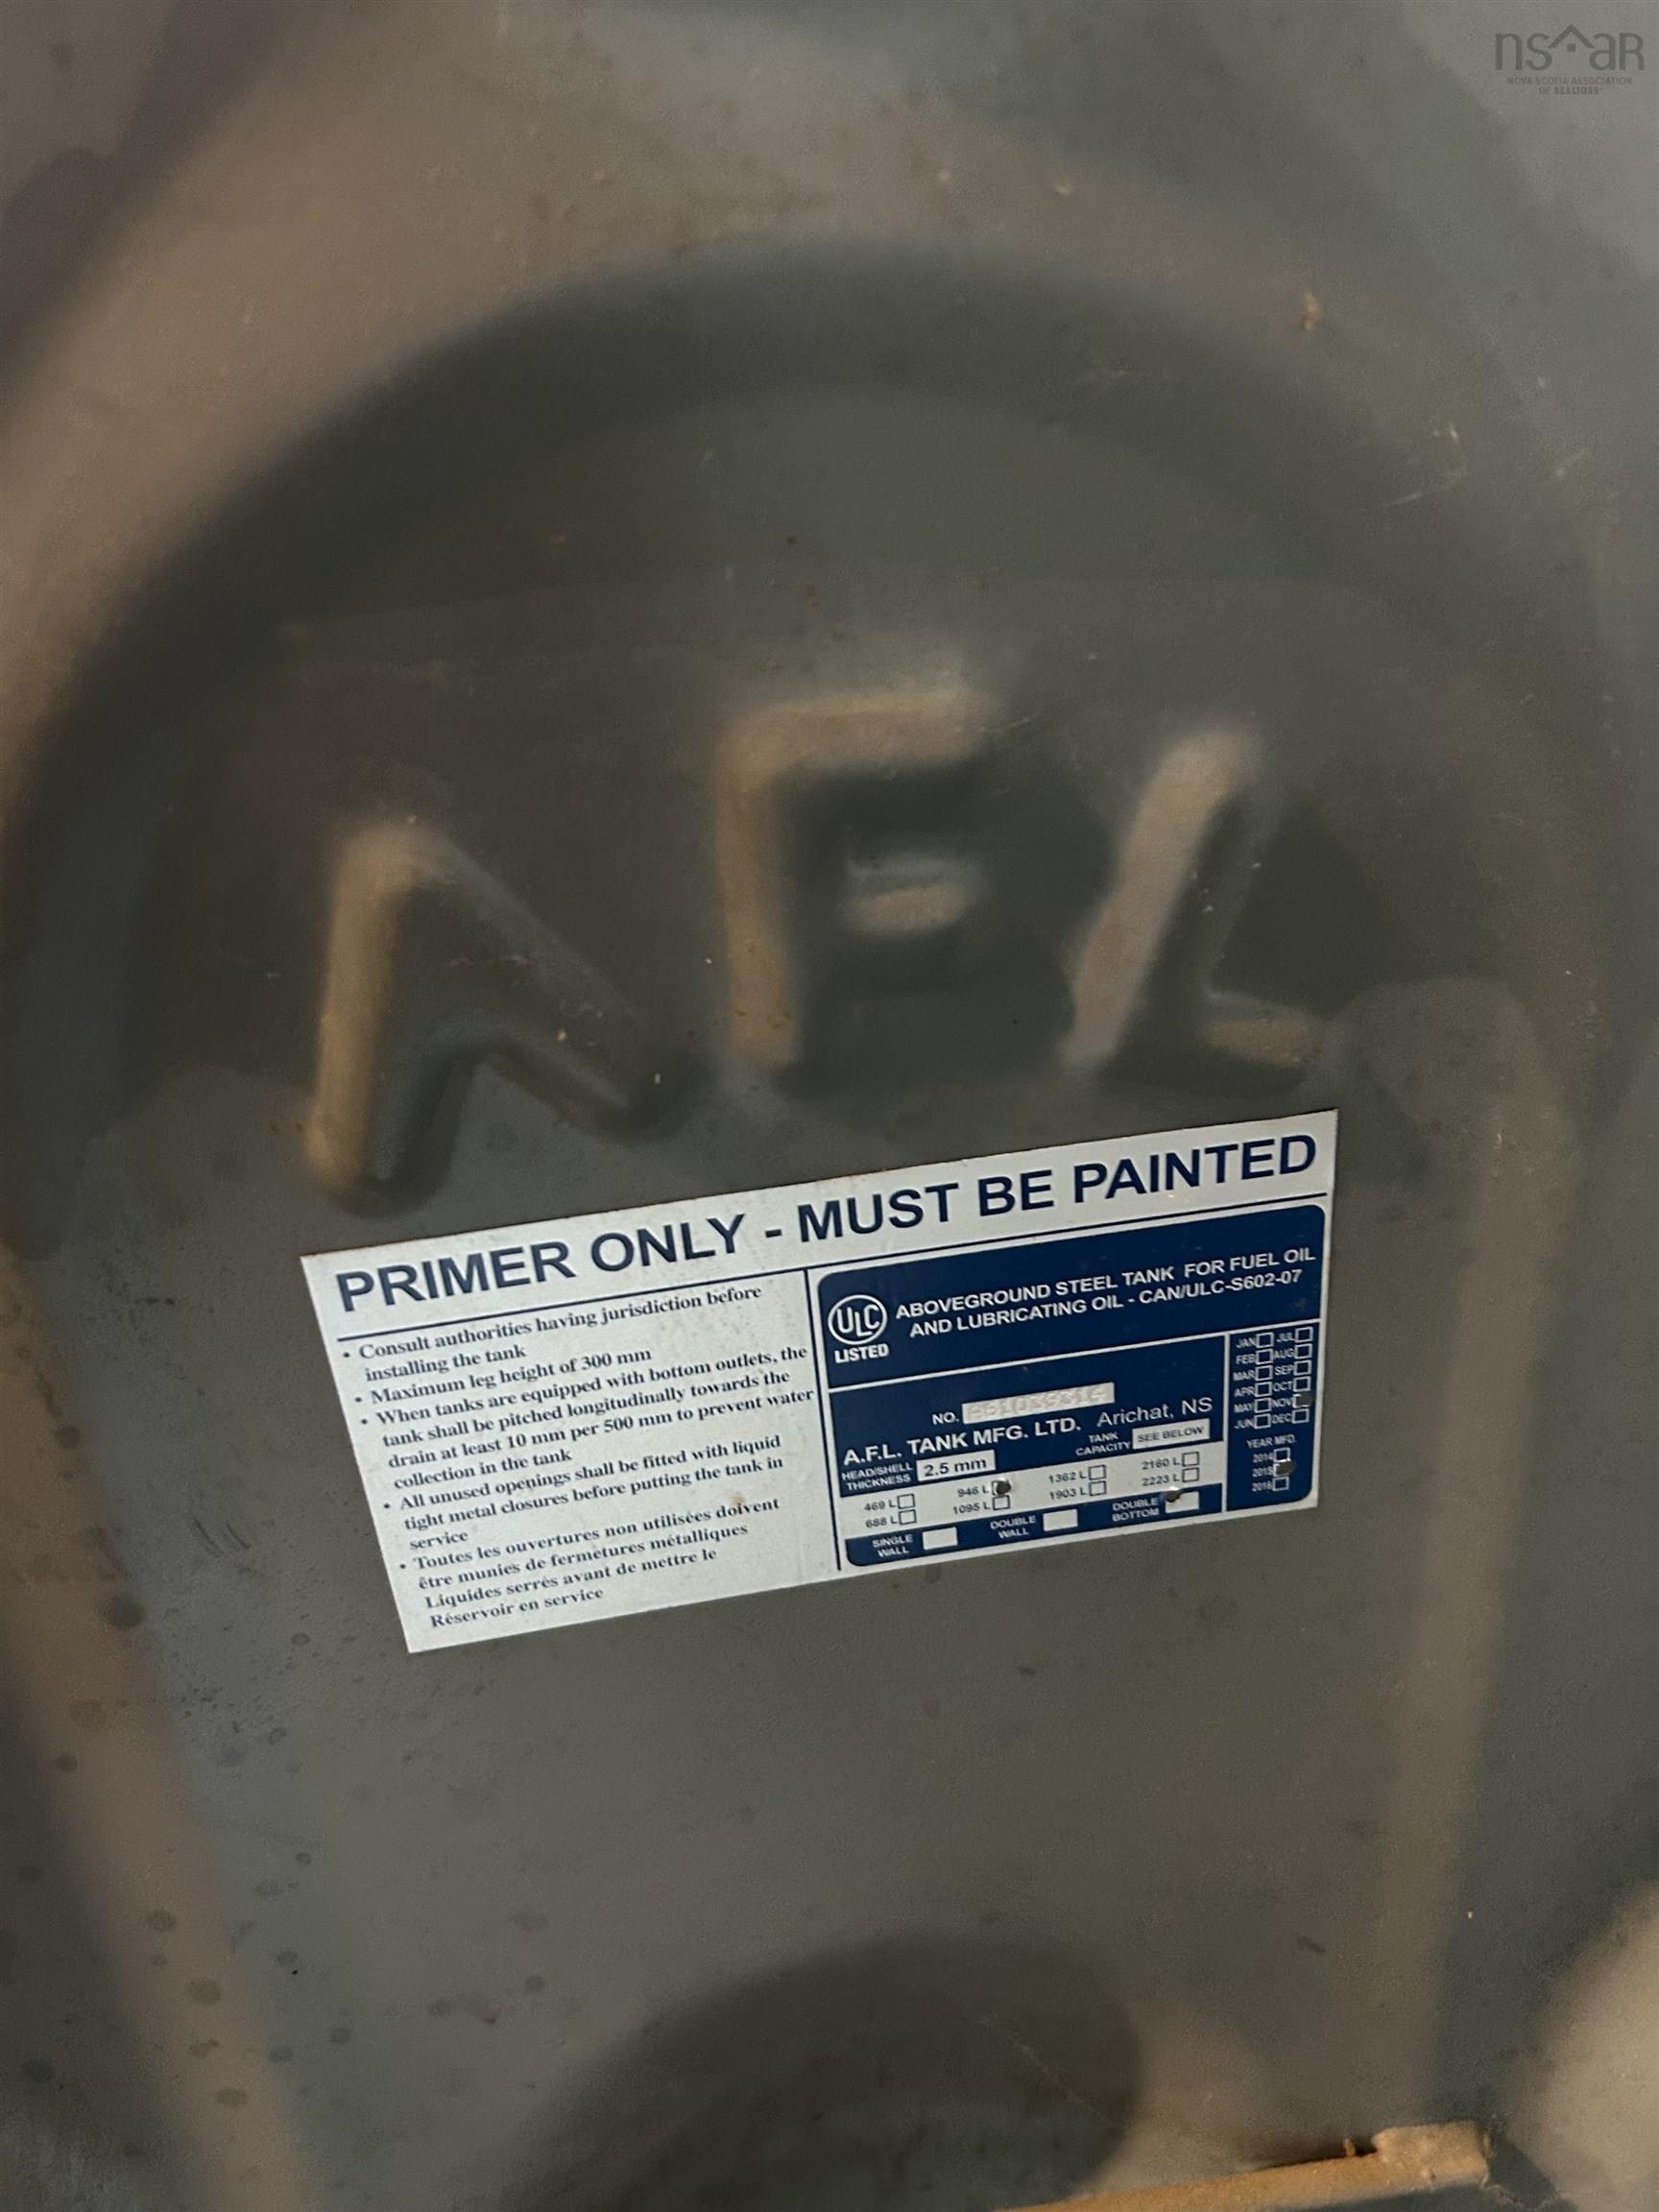 nsaar
NOVA SCOTIA ASSOCIATION
OF REALTORS
AFL
PRIMER ONLY - MUST BE PAINTED
• Consult authorities having jurisdiction before
installing the tank
• Maximum leg height of 300 mm
• When tanks are equipped with bottom outlets, the
tank shall be pitched longitudinally towards the
drain at least 10 mm per 500 mm to prevent water
collection in the tank
• All unused openings shall be fitted with liquid
tight metal closures before putting the tank in
service
• Toutes les ouvertures non utilisées doivent
être munies de fermetures métalliques
Liquides serrés avant de mettre le
Réservoir en service
ULC
LISTED
ABOVEGROUND STEEL TANK FOR FUEL OIL
AND LUBRICATING OIL - CAN/ULC-S602-07
NO.
A.F.L. TANK MFG. LTD. Arichat, NS
HEAD/SHELL
THICKNESS 2.5 mm
TANK
CAPACITY SEE BELOW
469 L 946 L 1362 L 2160 L
688 L 1095 L 1903 L 2223 L
SINGLE
WALL
DOUBLE
WALL
DOUBLE
BOTTOM
JAN JUL
FEB AUG
MAR SEP
APR OCT
MAY NOV
JUN DEC
YEAR MFD.
2014
2015
2016